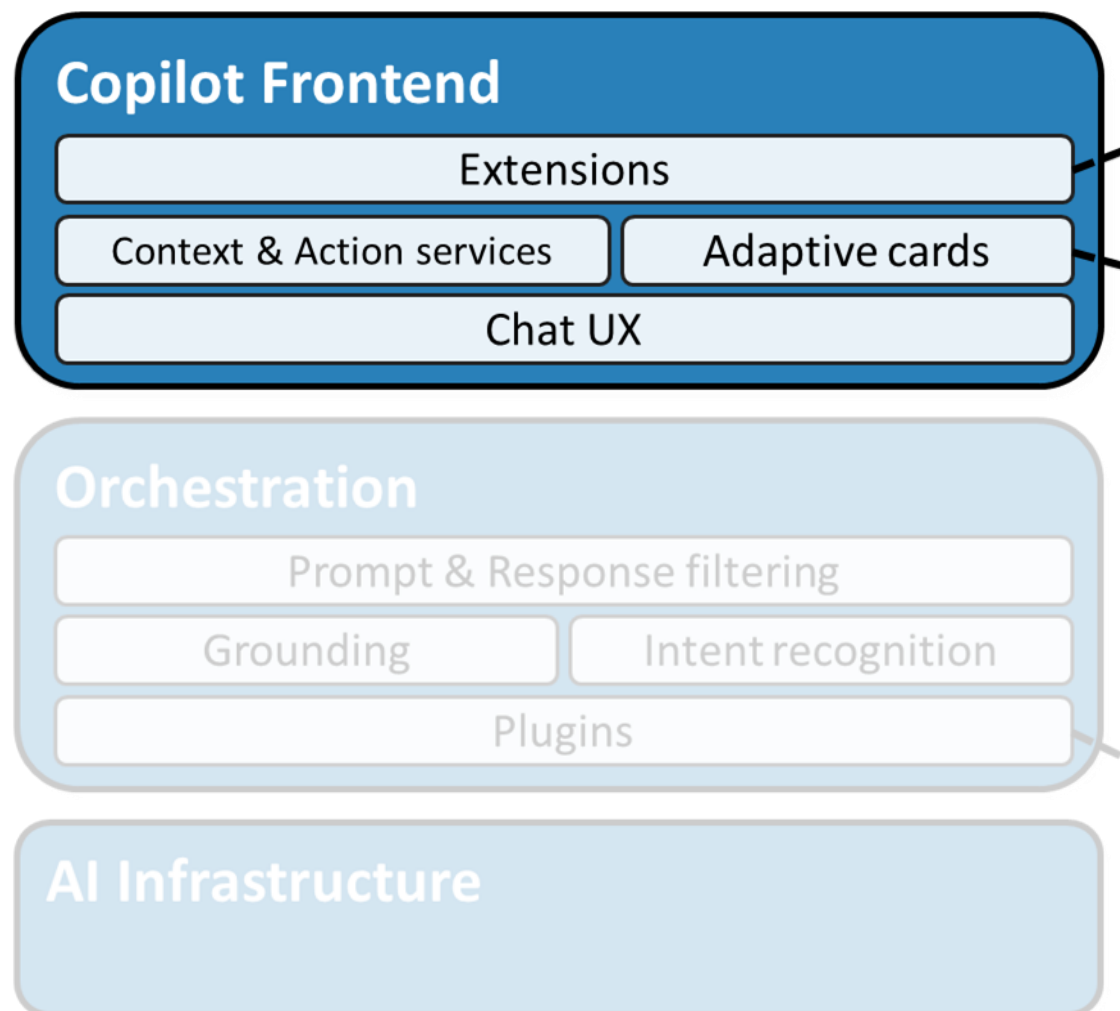 Copilot Frontend
Extensions
Context & Action services
Adaptive cards
Chat UX
Orchestration
Prompt & Response filtering
Grounding
Intent recognition
Plugins
AI Infrastructure